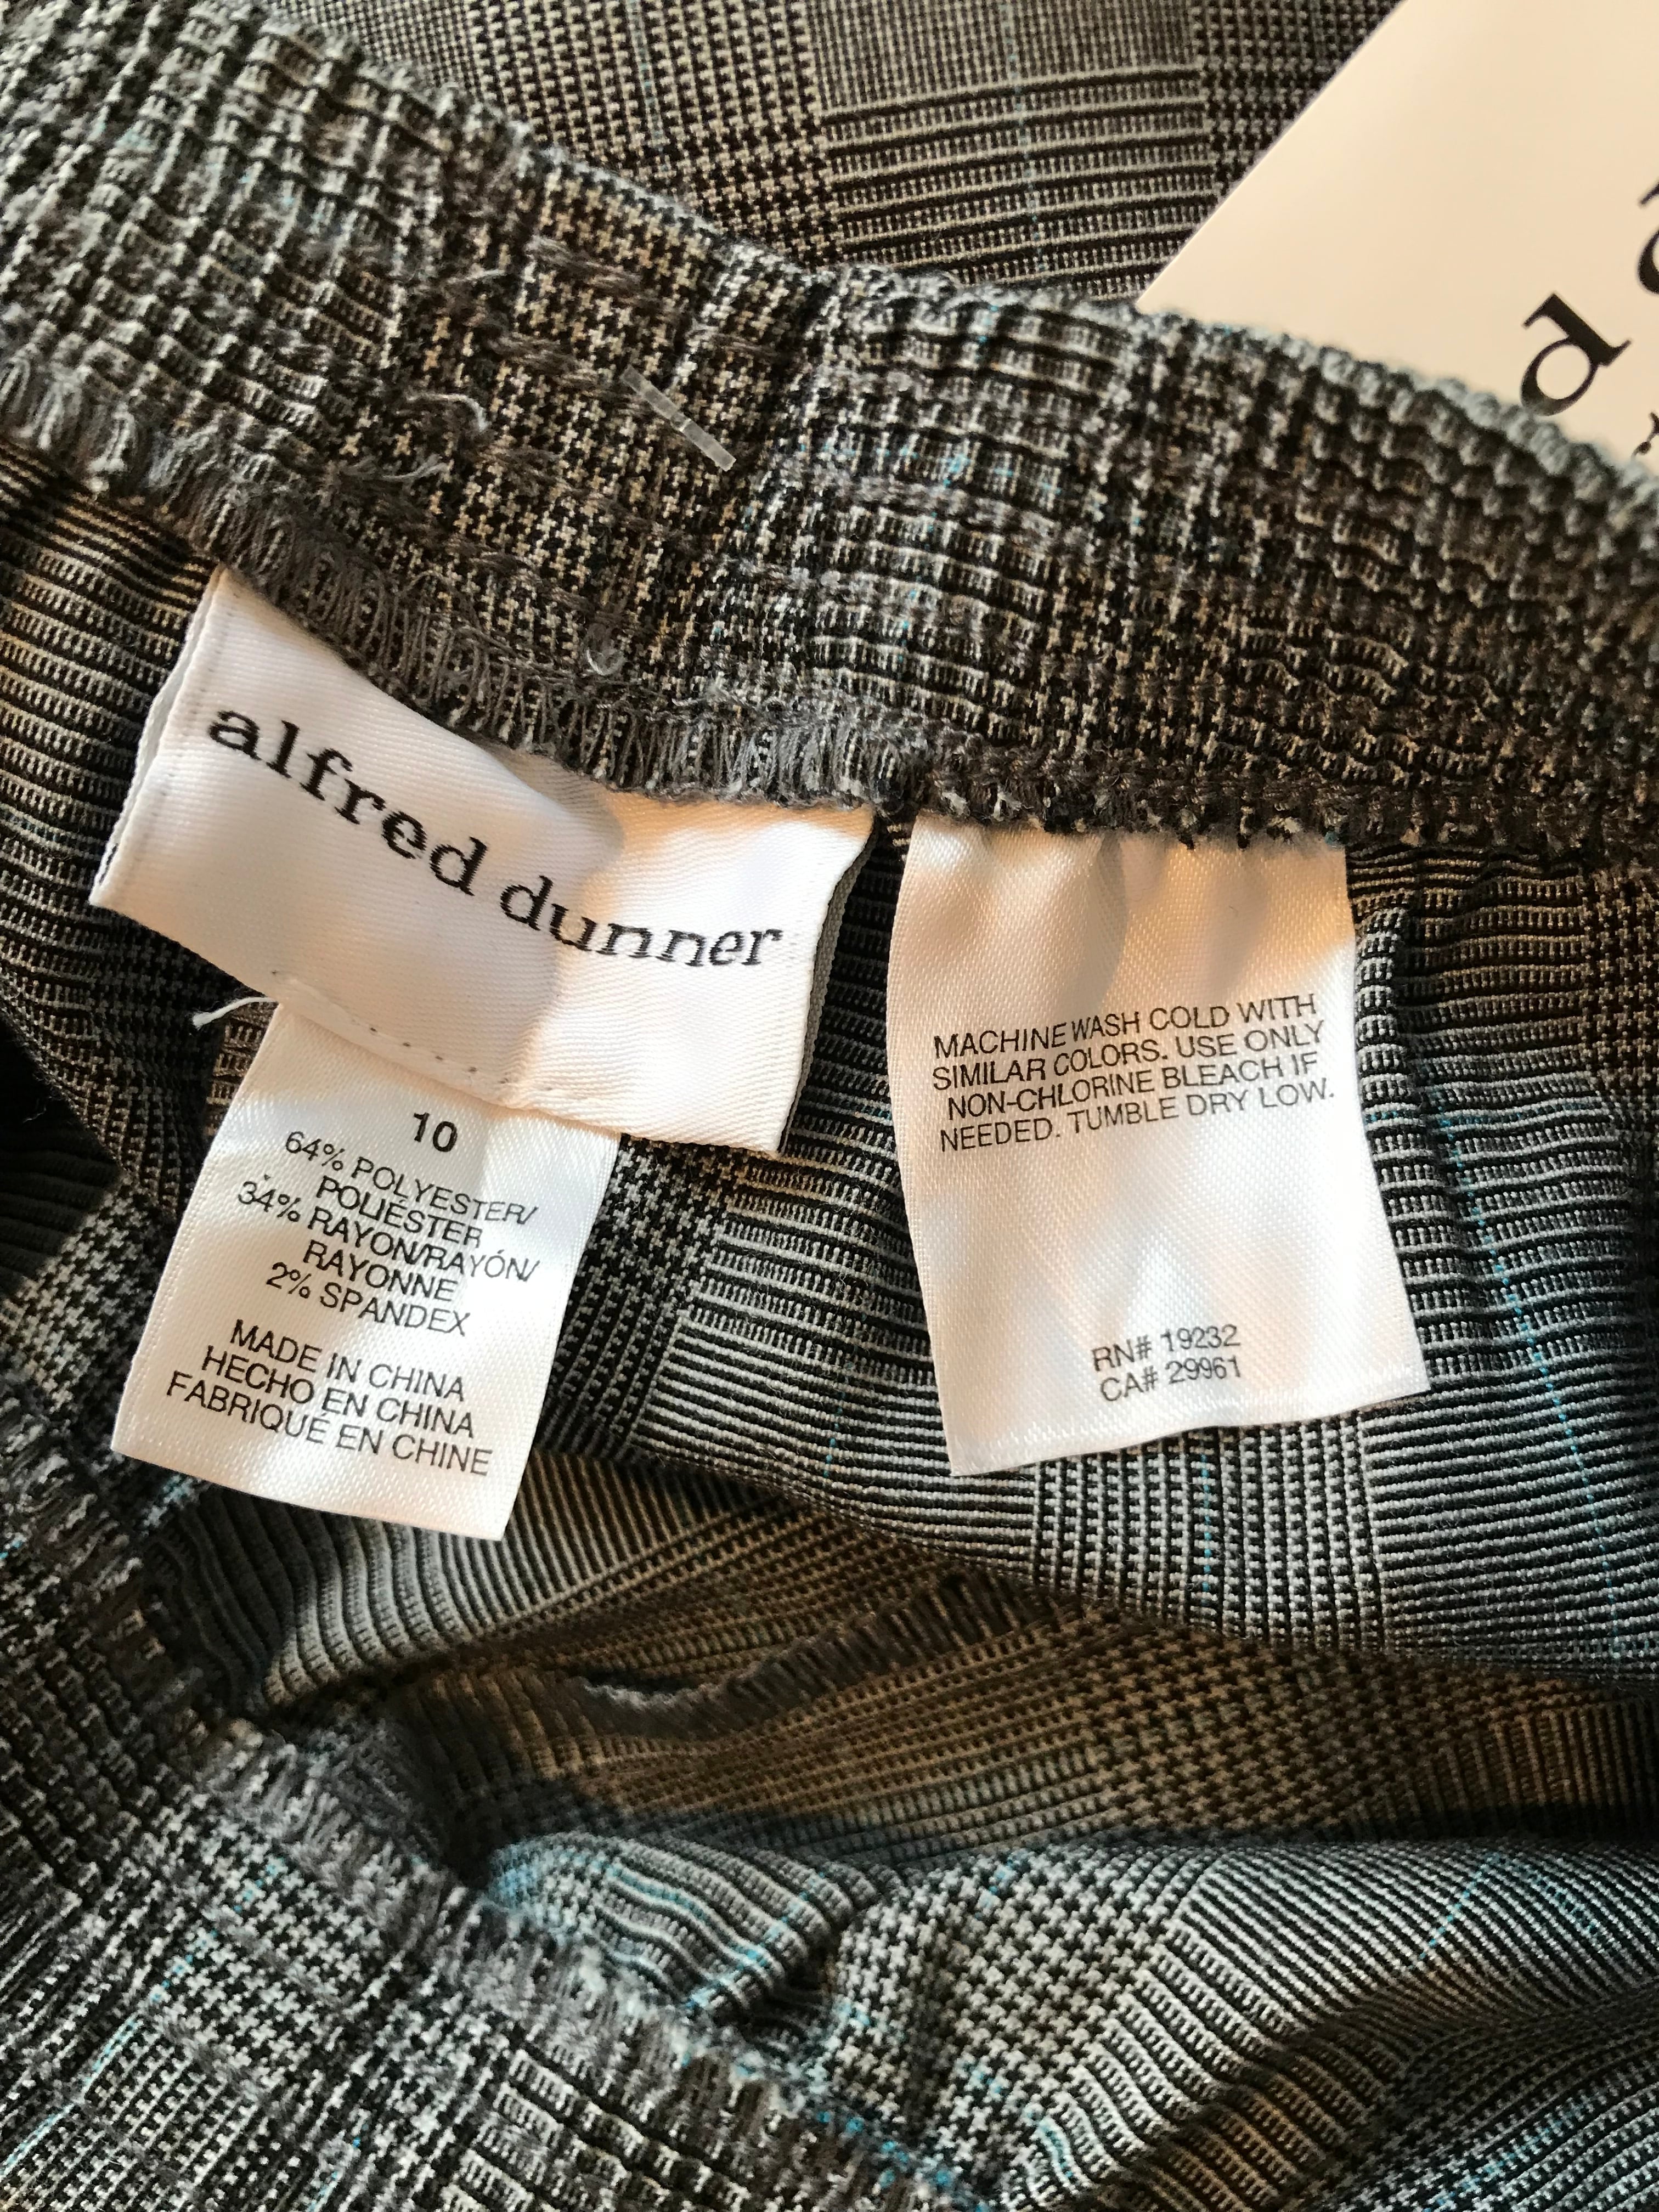 alfred dunner
10
64% POLYESTER/
POLIÉSTER
34% RAYON/RAYÓN/
RAYONNE
2% SPANDEX
MADE IN CHINA
HECHO EN CHINA
FABRIQUÉ EN CHINE
MACHINE WASH COLD WITH
SIMILAR COLORS. USE ONLY
NON-CHLORINE BLEACH IF
NEEDED. TUMBLE DRY LOW.
RN# 19232
CA# 29961
d d